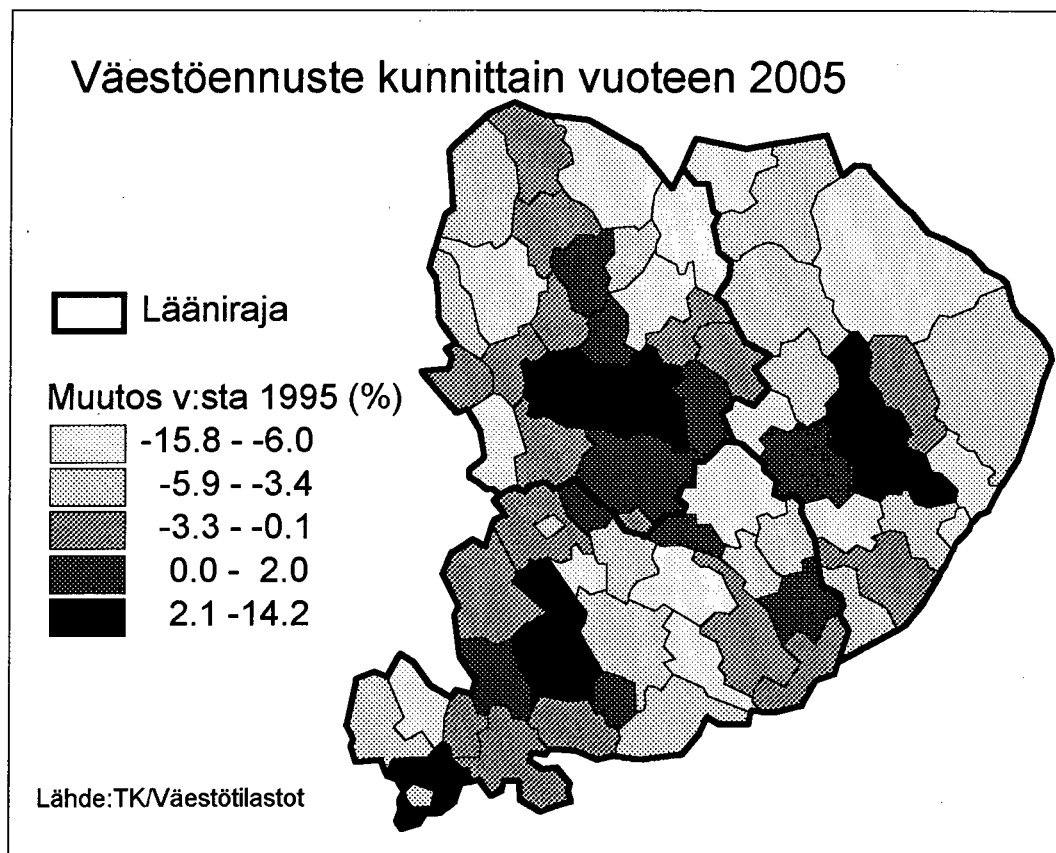 Väestöennuste kunnittain vuoteen 2005
Lääniraja
Muutos v:sta 1995 (%)
-15.8 - -6.0
-5.9 - -3.4
-3.3 - -0.1
0.0 - 2.0
2.1 -14.2
Lähde:TK/Väestötilastot